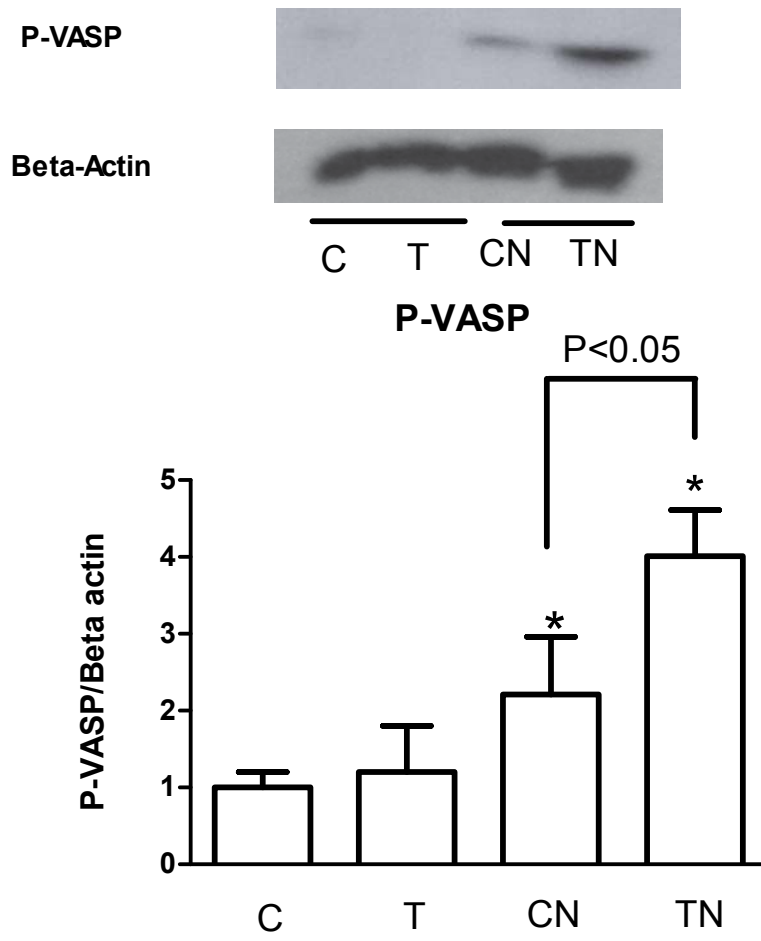 P-VASP
Beta-Actin
C T CN TN
P-VASP
P<0.05
*
*
5
4
3
2
1
0
P-VASP/Beta actin
C T CN TN